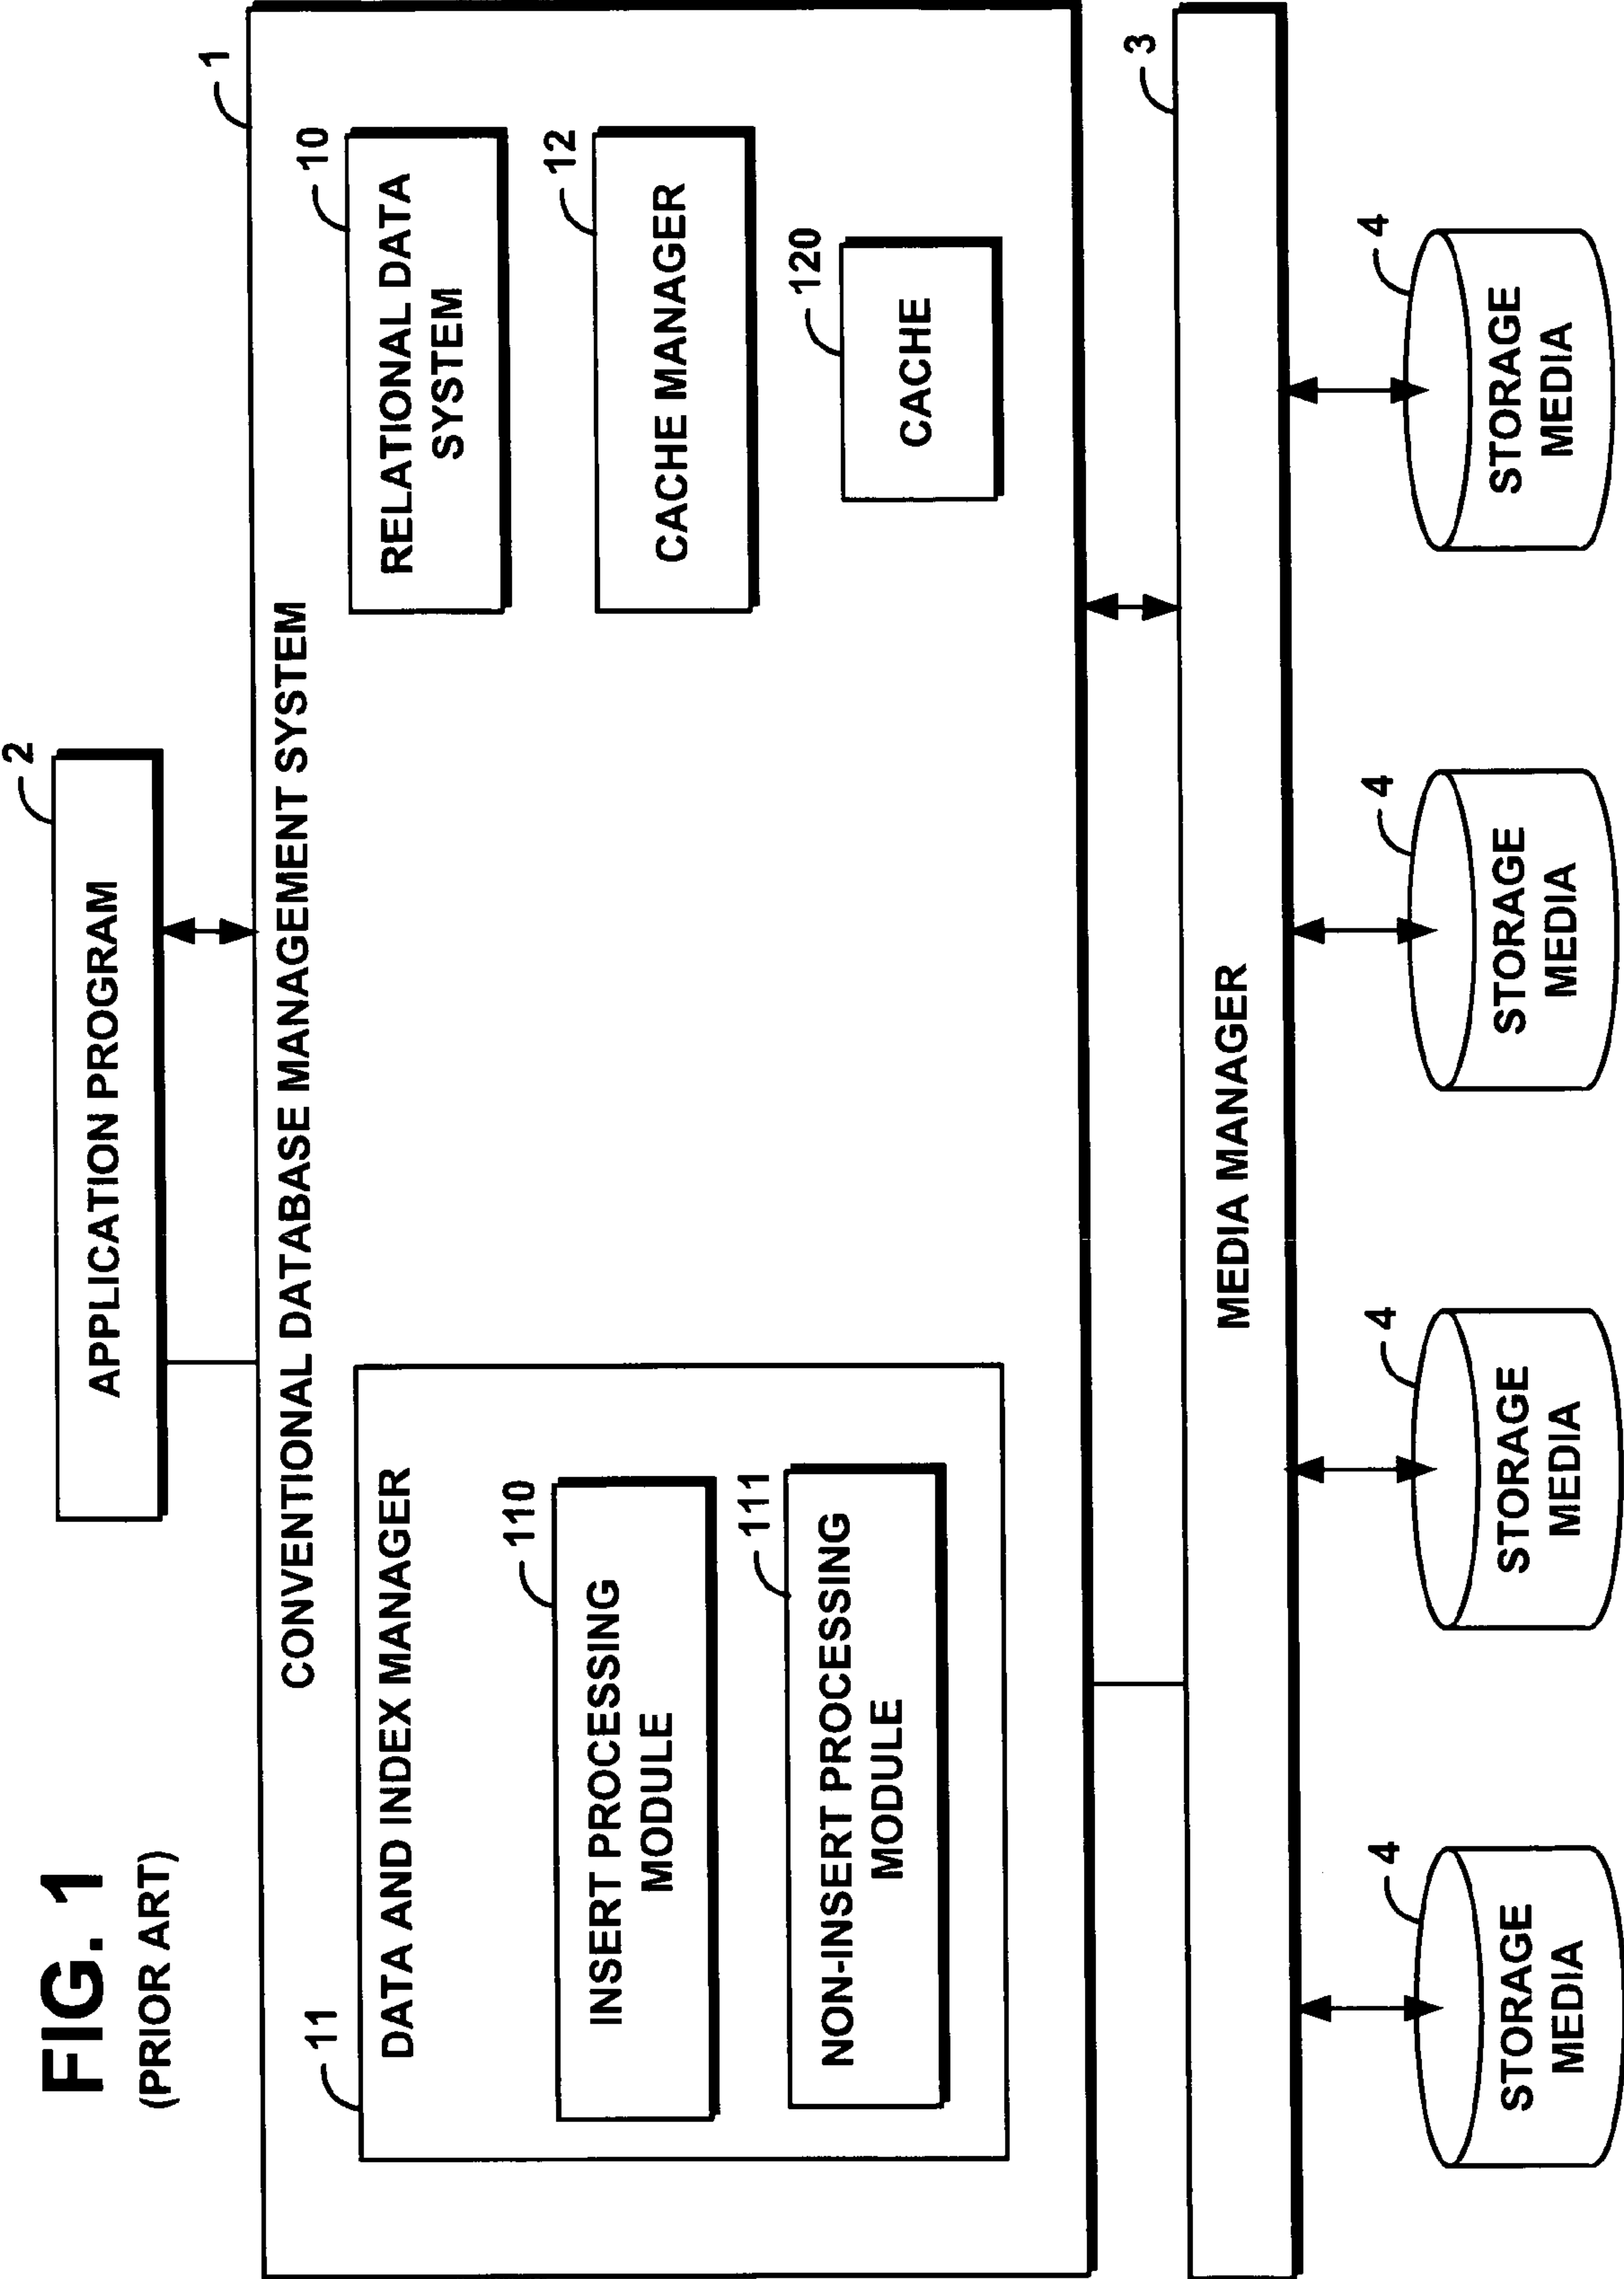 FIG. 1
(PRIOR ART)
2
APPLICATION PROGRAM
1
CONVENTIONAL DATABASE MANAGEMENT SYSTEM
11
DATA AND INDEX MANAGER
110
INSERT PROCESSING
MODULE
111
NON-INSERT PROCESSING
MODULE
10
RELATIONAL DATA
SYSTEM
12
CACHE MANAGER
120
CACHE
3
MEDIA MANAGER
4
STORAGE
MEDIA
4
STORAGE
MEDIA
4
STORAGE
MEDIA
4
STORAGE
MEDIA